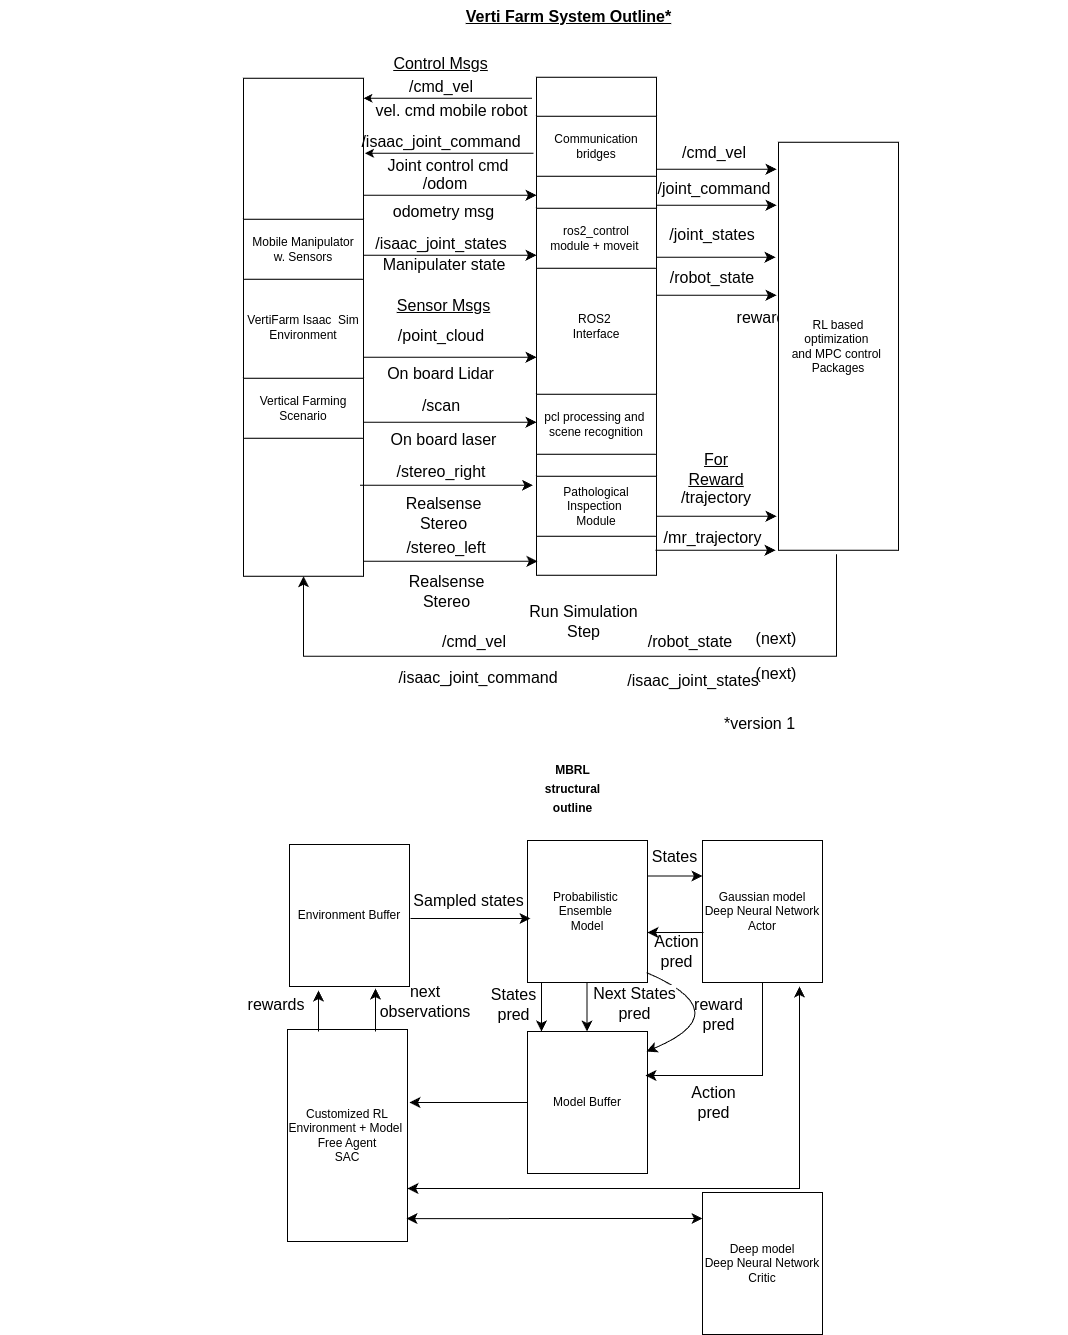 Verti Farm System Outline*
Control Msgs
/cmd_vel
vel. cmd mobile robot
/isaac_joint_command
Joint control cmd
/odom
odometry msg
/isaac_joint_states
Manipulater state
Sensor Msgs
/point_cloud
On board Lidar
/scan
On board laser
/stereo_right
Realsense
Stereo
/stereo_left
Realsense
Stereo
Mobile Manipulator
w. Sensors
VertiFarm Isaac Sim
Environment
Vertical Farming
Scenario
Communication
bridges
ros2_control
module + moveit
ROS2
Interface
pcl processing and
scene recognition
Pathological
Inspection
Module
/cmd_vel
/joint_command
/joint_states
/robot_state
reward
For
Reward
/trajectory
/mr_trajectory
RL based
optimization
and MPC control
Packages
Run Simulation
Step
/cmd_vel
/robot_state
(next)
/isaac_joint_command
/isaac_joint_states
(next)
*version 1
MBRL
structural
outline
Environment Buffer
Sampled states
Probabilistic
Ensemble
Model
States
Action
pred
Gaussian model
Deep Neural Network
Actor
rewards
next
observations
States
pred
Next States
pred
reward
pred
Action
pred
Model Buffer
Customized RL
Environment + Model
Free Agent
SAC
Deep model
Deep Neural Network
Critic